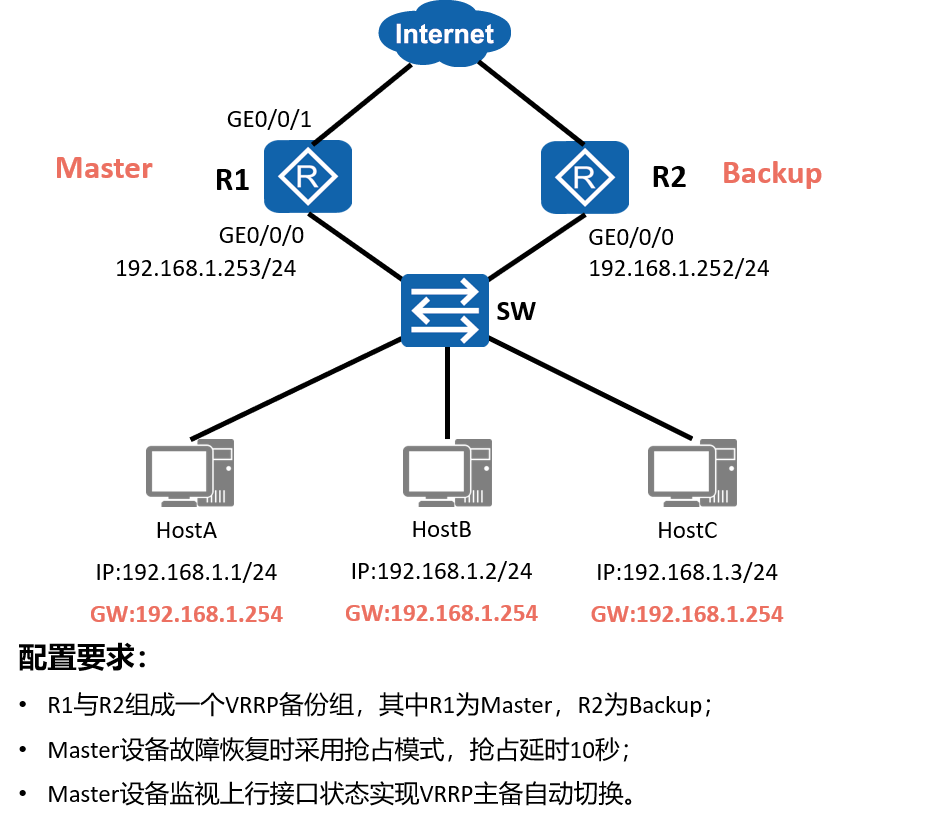 Internet
GE0/0/1
Master
R1
R
R
R2
Backup
GE0/0/0
192.168.1.253/24
GE0/0/0
192.168.1.252/24
SW
HostA
HostB
HostC
IP:192.168.1.1/24
IP:192.168.1.2/24
IP:192.168.1.3/24
GW:192.168.1.254
GW:192.168.1.254
GW:192.168.1.254
配置要求：
• R1与R2组成一个VRRP备份组，其中R1为Master，R2为Backup；
• Master设备故障恢复时采用抢占模式，抢占延时10秒；
• Master设备监视上行接口状态实现VRRP主备自动切换。